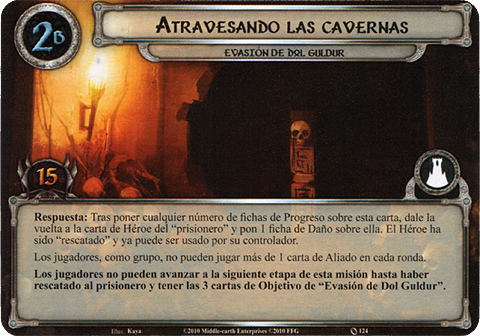 2B
ATRAVESANDO LAS CAVERNAS
EVASIÓN DE DOL GULDUR
15
Respuesta: Tras poner cualquier número de fichas de Progreso sobre esta carta, dale la
vuelta a la carta de Héroe del “prisionero” y pon 1 ficha de Daño sobre ella. El Héroe ha
sido “rescatado” y ya puede ser usado por su controlador.
Los jugadores, como grupo, no pueden jugar más de 1 carta de Aliado en cada ronda.
Los jugadores no pueden avanzar a la siguiente etapa de esta misión hasta haber
rescatado al prisionero y tener las 3 cartas de Objetivo de “Evasión de Dol Guldur”.
Illus. Kaya
©2010 Middle-earth Enterprises ©2010 FFG
124